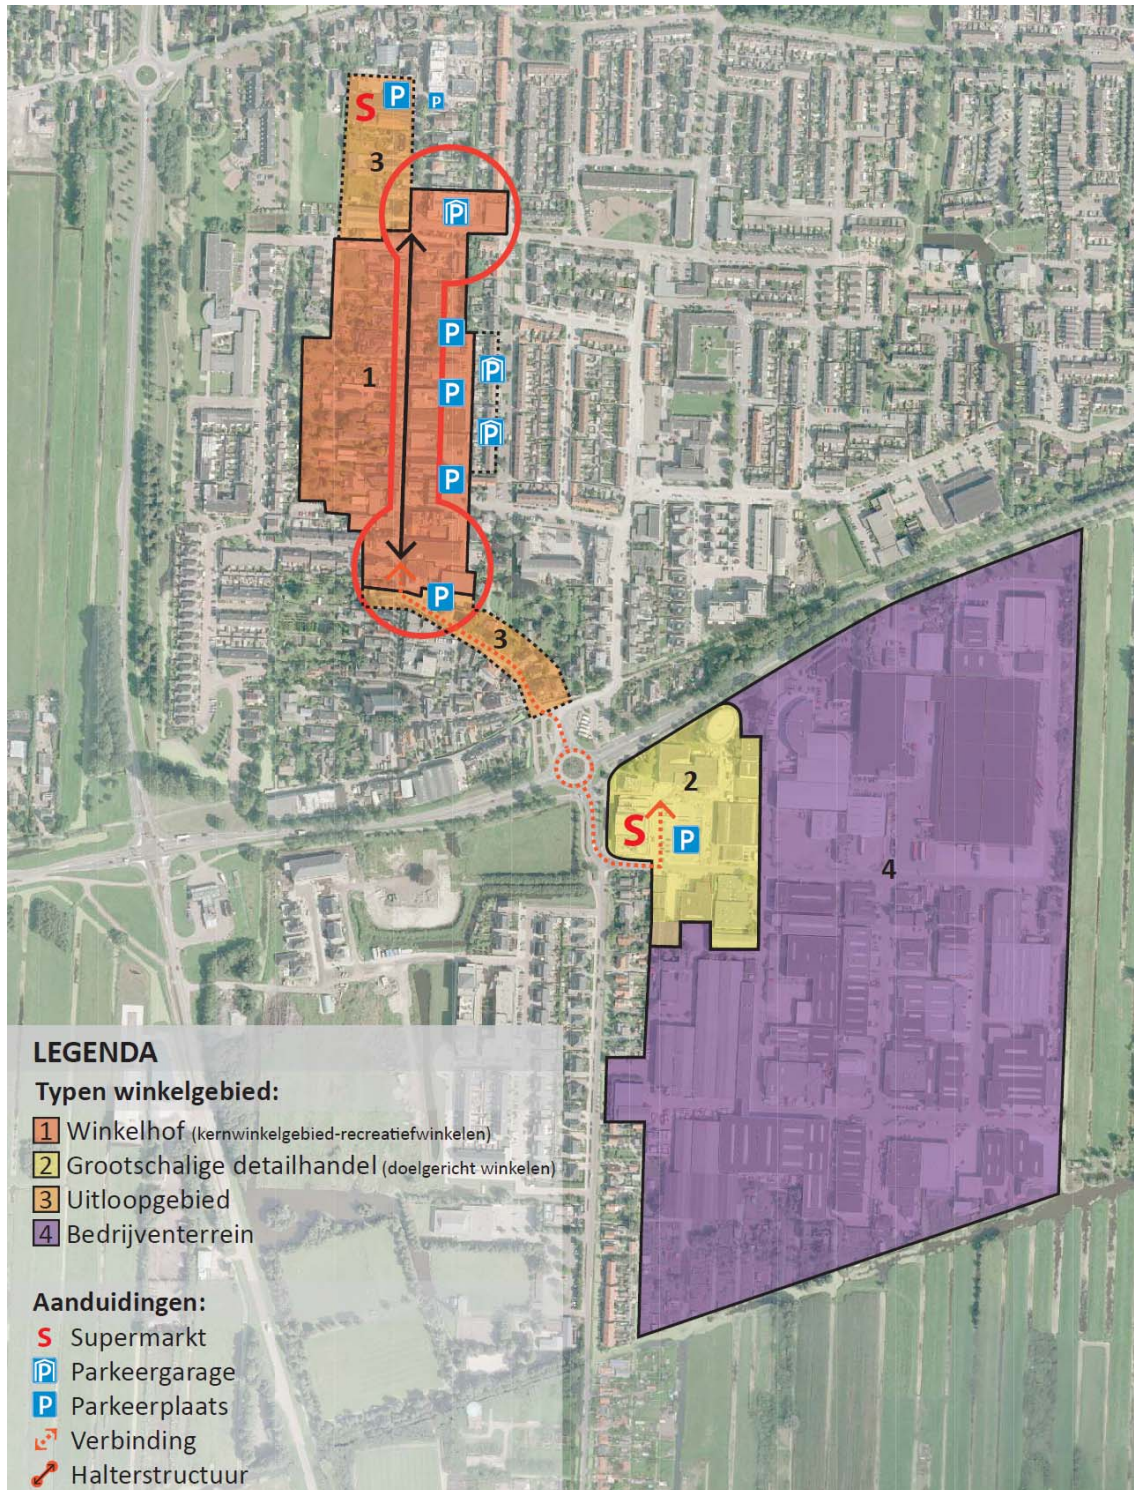 S P P
3
P
P
1
P
P
P
P
P
3
2
S P
4
LEGENDA
Typen winkelgebied:
1 Winkelhof (kernwinkelgebied-recreatiefwinkelen)
2 Grootschalige detailhandel (doelgericht winkelen)
3 Uitloopgebied
4 Bedrijventerrein
Aanduidingen:
S Supermarkt
P Parkeergarage
P Parkeerplaats
Verbinding
Halterstructuur